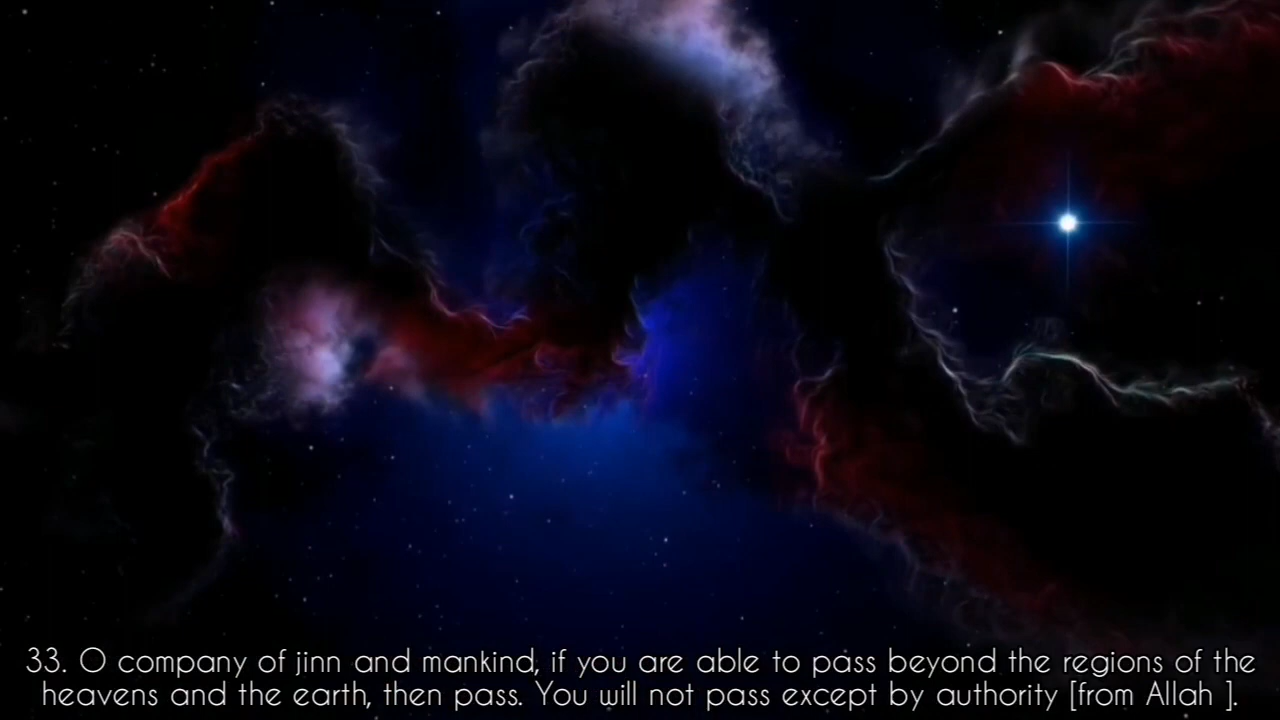 33. O company of jinn and mankind, if you are able to pass beyond the regions of the
heavens and the earth, then pass. You will not pass except by authority [from Allah ].